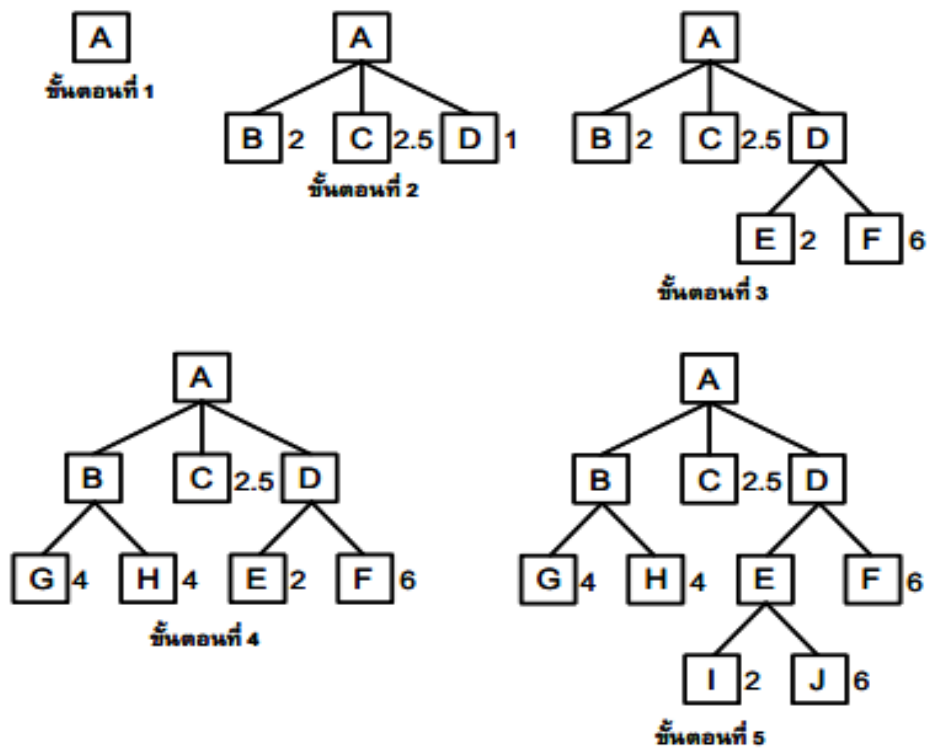 A
ขั้นตอนที่ 1
A
B 2 C 2.5 D 1
ขั้นตอนที่ 2
A
B 2 C 2.5 D
E 2 F 6
ขั้นตอนที่ 3
A
B C 2.5 D
G 4 H 4 E 2 F 6
ขั้นตอนที่ 4
A
B C 2.5 D
G 4 H 4 E F 6
I 2 J 6
ขั้นตอนที่ 5